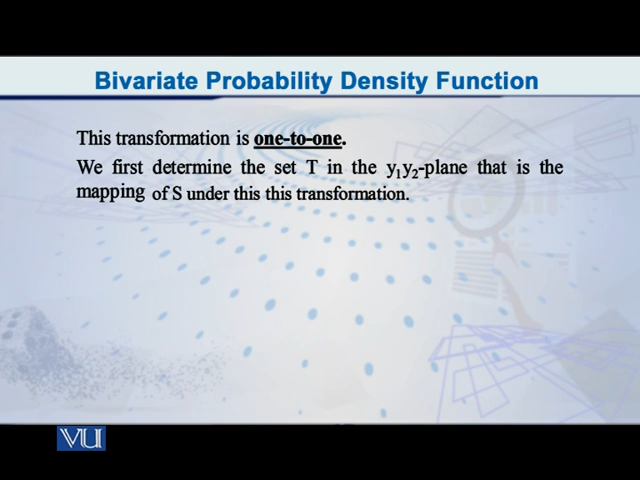 Bivariate Probability Density Function
This transformation is one-to-one.
We first determine the set T in the y₁y₂-plane that is the
mapping of S under this this transformation.
VU